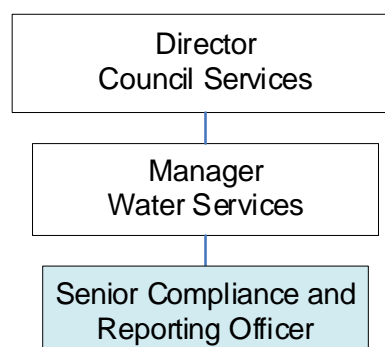 Director
Council Services
Manager
Water Services
Senior Compliance and
Reporting Officer